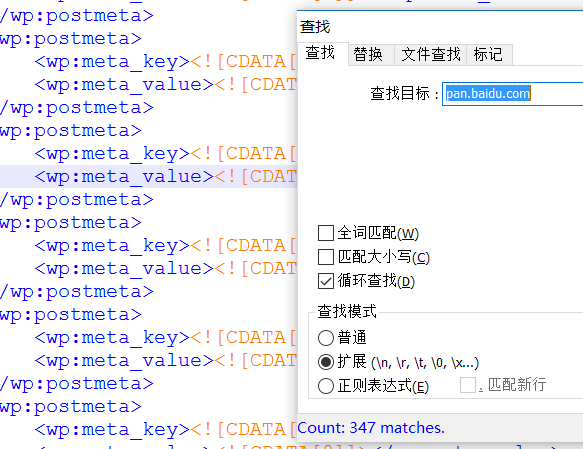 /wp:postmeta>
wp:postmeta>
<wp:meta_key><![CDATA[
<wp:meta_value><![CDAT
/wp:postmeta>
wp:postmeta>
<wp:meta_key><![CDATA[
<wp:meta_value><![CDAT
/wp:postmeta>
wp:postmeta>
<wp:meta_key><![CDATA[
<wp:meta_value><![CDATA
/wp:postmeta>
wp:postmeta>
<wp:meta_key><![CDATA[
<wp:meta_value><![CDATA
/wp:postmeta>
wp:postmeta>
<wp:meta_key><![CDATA[
查找
查找 替换 文件查找 标记
查找目标： pan.baidu.com
全词匹配(W)
匹配大小写(C)
循环查找(D)
查找模式
普通
扩展 (\n, \r, \t, \0, \x...)
正则表达式(E) . 匹配新行
Count: 347 matches.